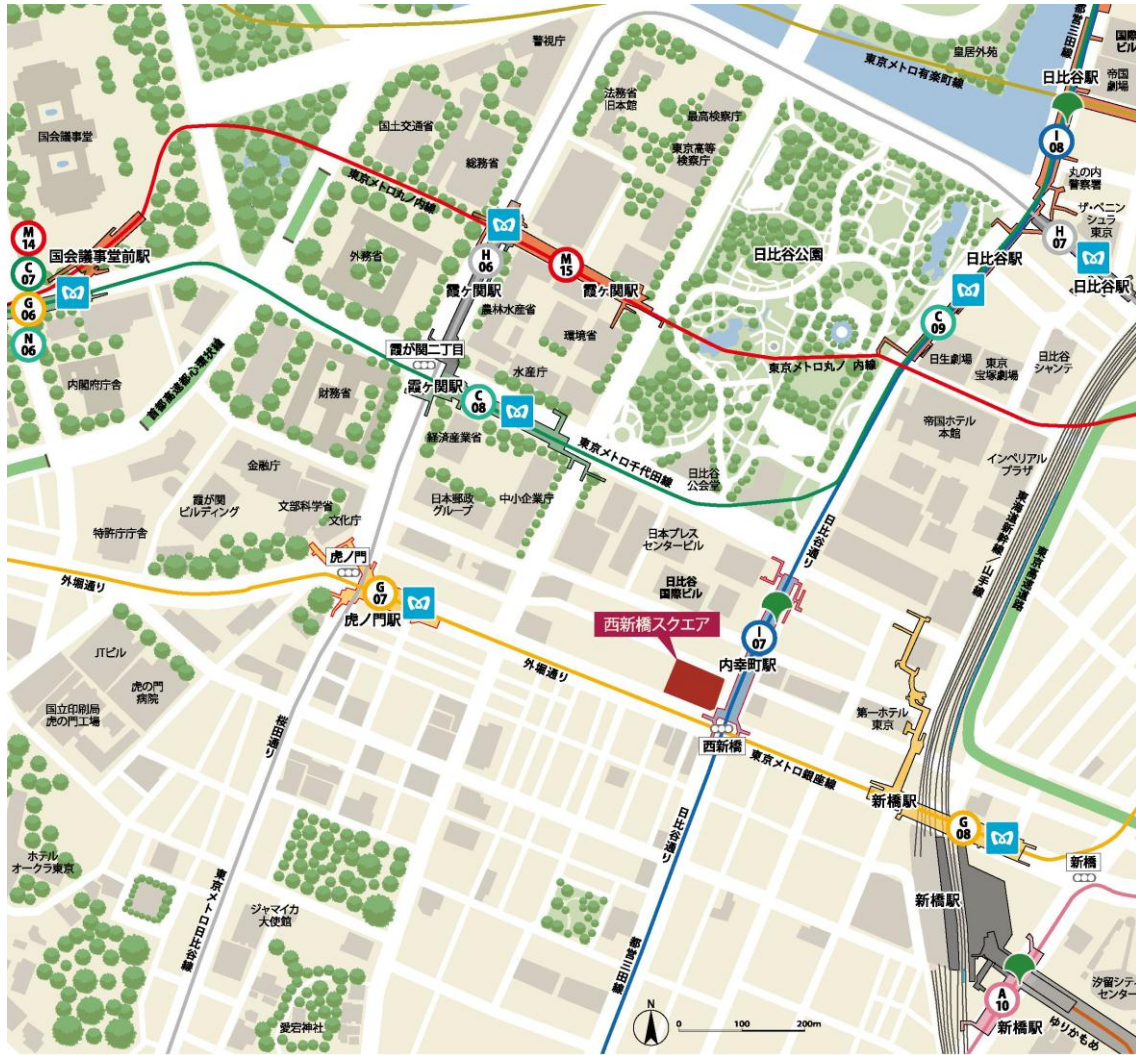 警視庁
皇居外苑
都営三田線
国際
ビル
日比谷駅
帝国
劇場
東京メトロ有楽町線
法務省
旧本館
最高検察庁
国土交通省
国会議事堂
総務省
東京高等
検察庁
I
08
丸の内
警察署
東京メトロ丸ノ内線
ザ・ペニン
シュラ
東京
M
14
国会議事堂前駅
C
07
G
06
N
06
外務省
H
06
霞ヶ関駅
M
15
霞ヶ関駅
日比谷公園
日比谷駅
H
07
日比谷駅
農林水産省
環境省
C
09
霞が関二丁目
水産庁
東京メトロ丸ノ内線
日生劇場
東京
宝塚劇場
日比谷
シャンテ
内閣府庁舎
首都高速都心環状線
財務省
霞ヶ関駅
C
08
経済産業省
東京メトロ千代田線
帝国ホテル
本館
インペリアル
プラザ
金融庁
日比谷
公会堂
霞が関
ビルディング
文部科学省
文化庁
日本郵政
グループ
中小企業庁
東海道新幹線/山手線
東京高速道路
特許庁庁舎
日本プレス
センタービル
日比谷通り
虎ノ門
外堀通り
G
07
虎ノ門駅
日比谷
国際ビル
西新橋スクエア
I
07
内幸町駅
JTビル
虎の門
病院
国立印刷局
虎の門工場
外堀通り
桜田通り
第一ホテル
東京
西新橋
東京メトロ銀座線
新橋駅
G
08
日比谷通り
ホテル
オークラ東京
新橋
新橋駅
ジャマイカ
大使館
東京メトロ日比谷線
都営三田線
汐留シティ
センター
A
10
新橋駅
ゆりかもめ
愛宕神社
N
0
100
200m